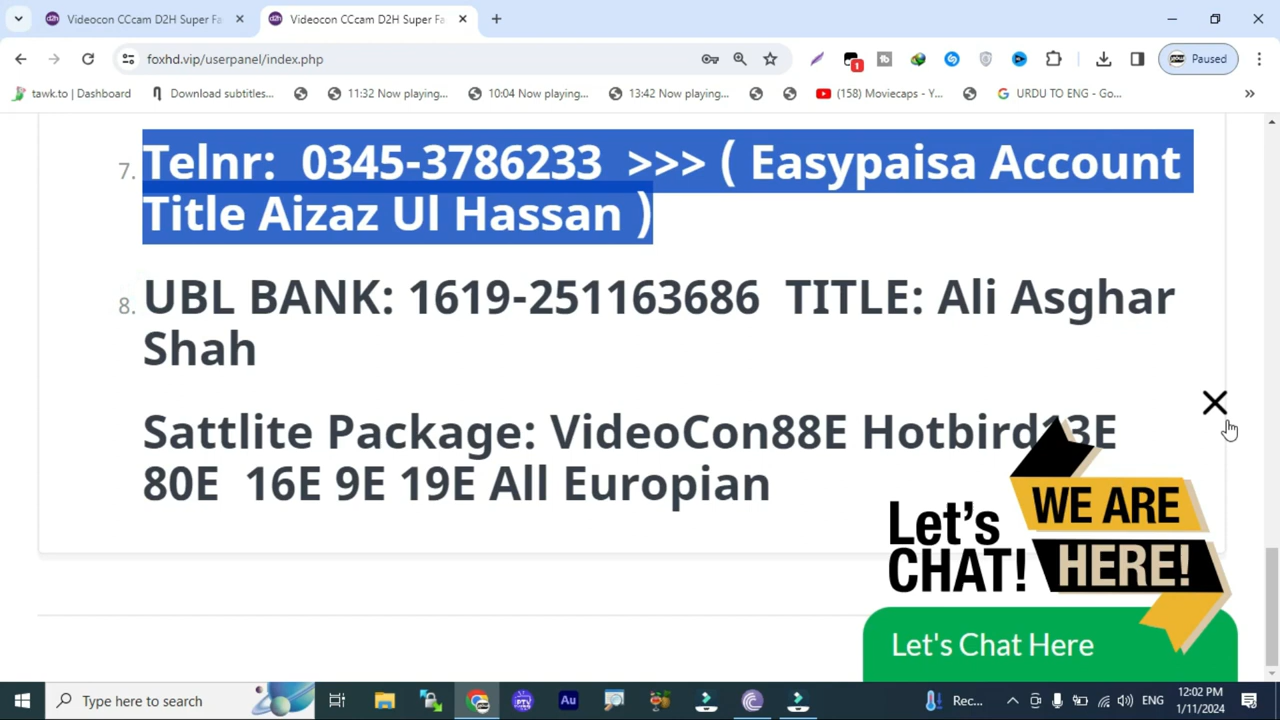 Videocon CCcam D2H Super Fa
Videocon CCcam D2H Super Fa
foxhd.vip/userpanel/index.php
1
Paused
tawk.to | Dashboard
Download subtitles...
11:32 Now playing...
10:04 Now playing...
13:42 Now playing...
(158) Moviecaps - Y...
URDU TO ENG - Go...
7. Telnr: 0345-3786233 >>> ( Easypaisa Account
Title Aizaz Ul Hassan )
8. UBL BANK: 1619-251163686 TITLE: Ali Asghar
Shah
Sattlite Package: VideoCon88E Hotbird13E
80E 16E 9E 19E All Europian
Let's
CHAT!
WE ARE
HERE!
Let's Chat Here
Type here to search
PTV
Au
Rec...
ENG
12:02 PM
1/11/2024